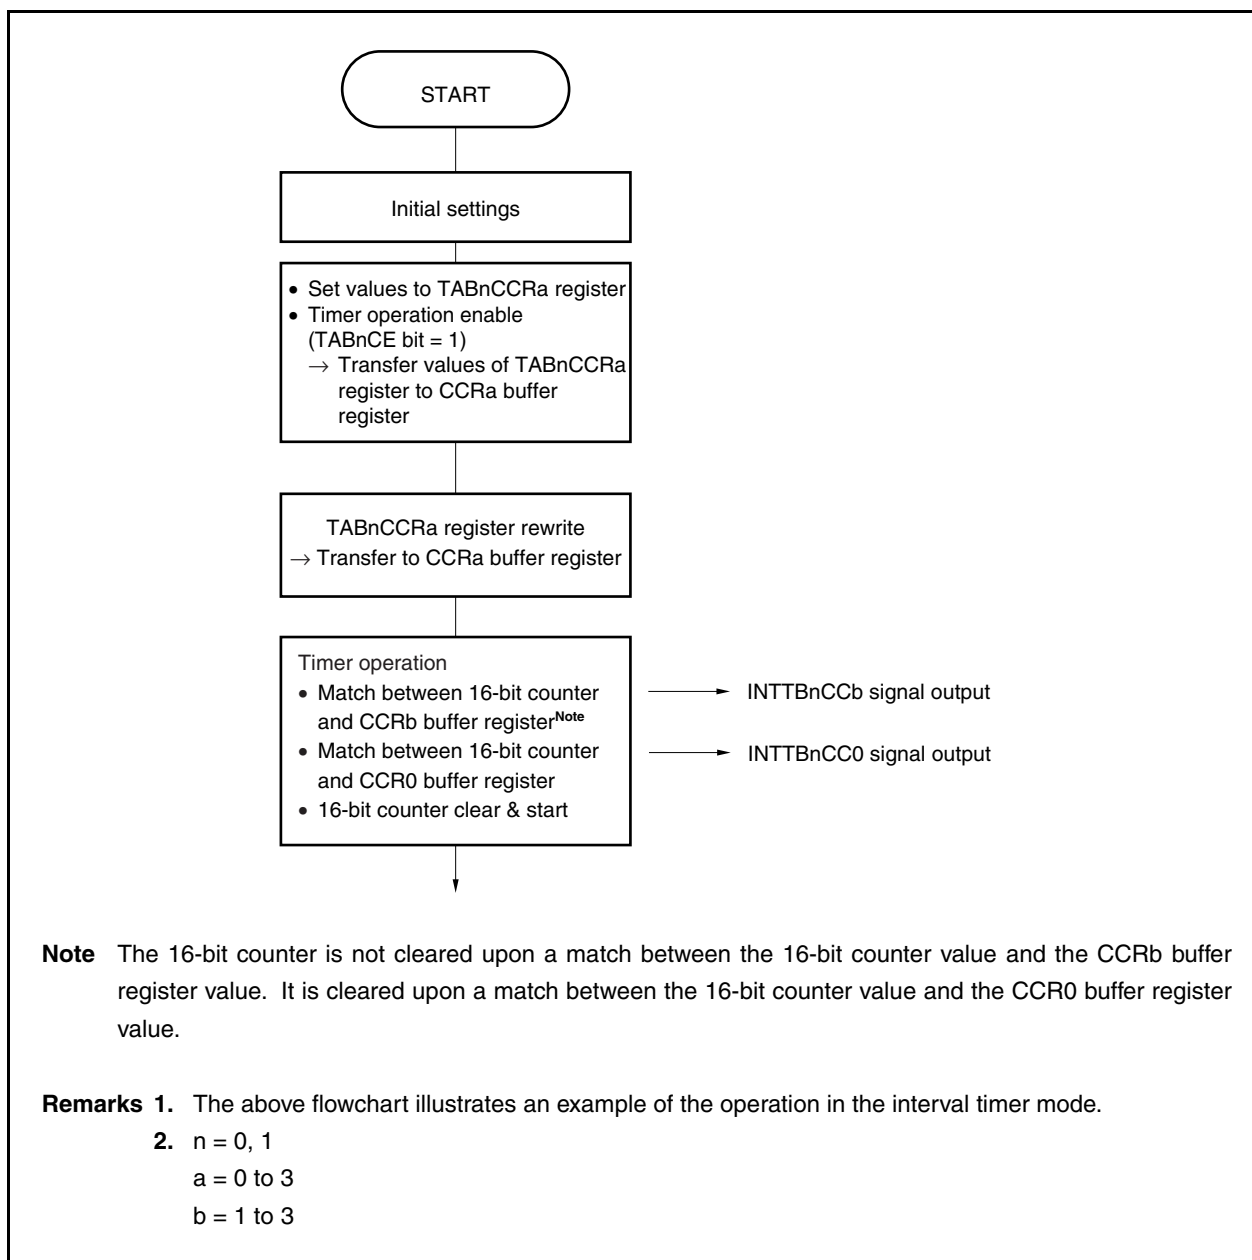 START
Initial settings
• Set values to TABnCCRa register
• Timer operation enable
(TABnCE bit = 1)
→ Transfer values of TABnCCRa
register to CCRa buffer
register
TABnCCRa register rewrite
→ Transfer to CCRa buffer register
Timer operation
• Match between 16-bit counter
and CCRb buffer registerNote
INTTBnCCb signal output
• Match between 16-bit counter
and CCR0 buffer register
INTTBnCC0 signal output
• 16-bit counter clear & start
Note The 16-bit counter is not cleared upon a match between the 16-bit counter value and the CCRb buffer
register value. It is cleared upon a match between the 16-bit counter value and the CCR0 buffer register
value.
Remarks 1. The above flowchart illustrates an example of the operation in the interval timer mode.
2. n = 0, 1
a = 0 to 3
b = 1 to 3